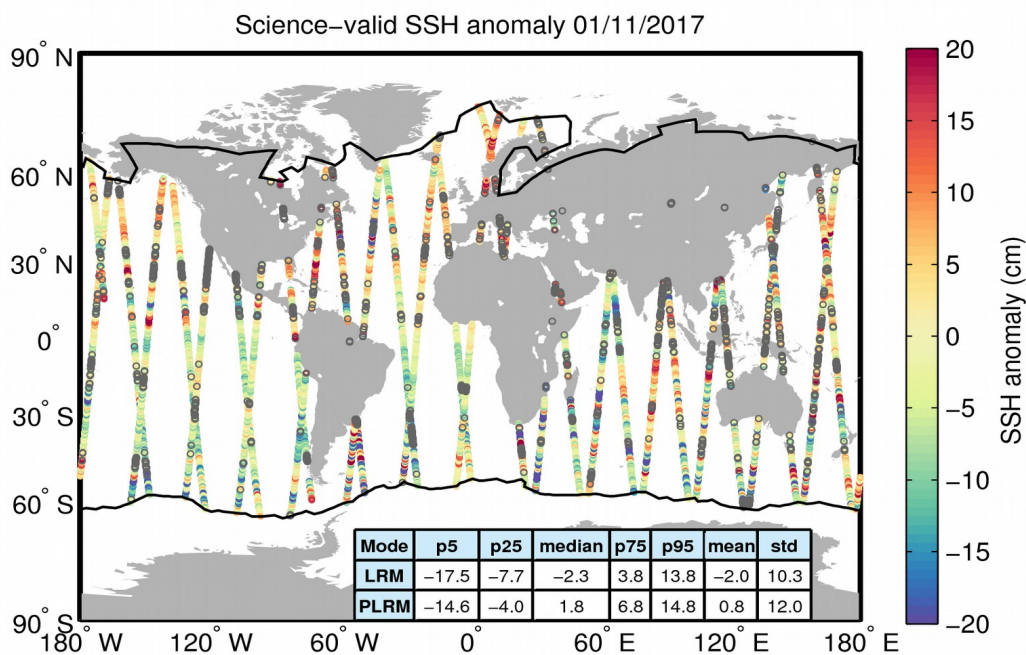 Science−valid SSH anomaly 01/11/2017
90° N
60° N
30° N
0°
30° S
60° S
90° S
180° W
120° W
60° W
0°
60° E
120° E
180° E
Mode p5 p25 median p75 p95 mean std
LRM −17.5 −7.7 −2.3 3.8 13.8 −2.0 10.3
PLRM −14.6 −4.0 1.8 6.8 14.8 0.8 12.0
20
15
10
5
0
−5
−10
−15
−20
SSH anomaly (cm)